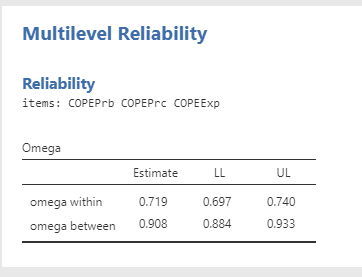 Multilevel Reliability
Reliability
items: COPEPrb COPEPrc COPEExp
Omega
Estimate LL UL
omega within 0.719 0.697 0.740
omega between 0.908 0.884 0.933